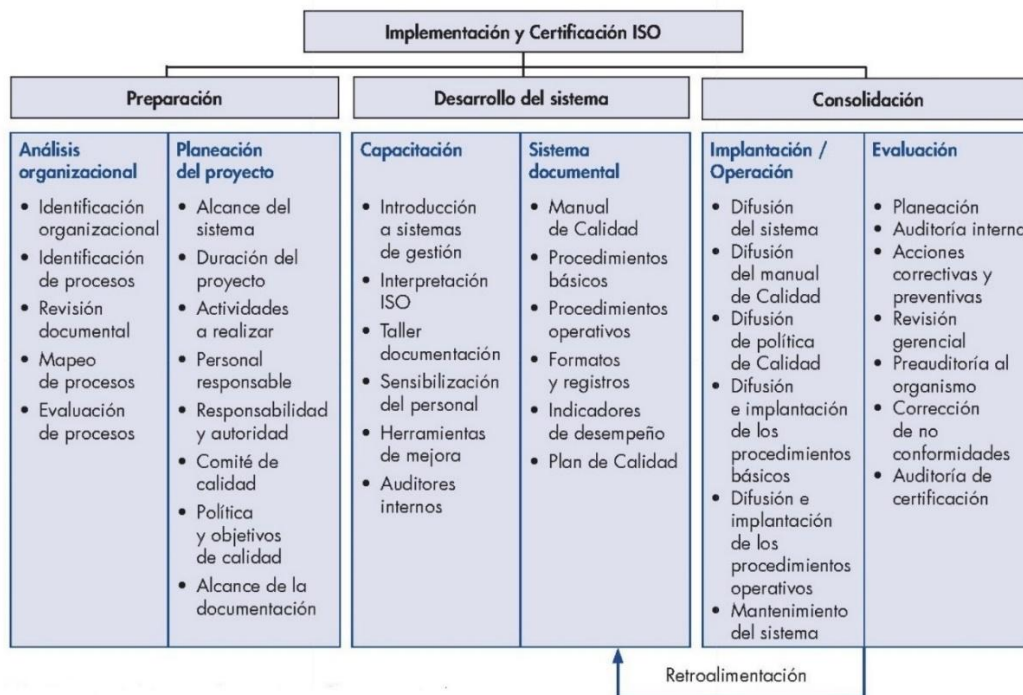 Implementación y Certificación ISO
Preparación
Desarrollo del sistema
Consolidación
Análisis
organizacional
• Identificación
organizacional
• Identificación
de procesos
• Revisión
documental
• Mapeo
de procesos
• Evaluación
de procesos
Planeación
del proyecto
• Alcance del
sistema
• Duración del
proyecto
• Actividades
a realizar
• Personal
responsable
• Responsabilidad
y autoridad
• Comité de
calidad
• Política
y objetivos
de calidad
• Alcance de la
documentación
Capacitación
• Introducción
a sistemas
de gestión
• Interpretación
ISO
• Taller
documentación
• Sensibilización
del personal
• Herramientas
de mejora
• Auditores
internos
Sistema
documental
• Manual
de Calidad
• Procedimientos
básicos
• Procedimientos
operativos
• Formatos
y registros
• Indicadores
de desempeño
• Plan de Calidad
Implantación /
Operación
• Difusión
del sistema
• Difusión
del manual
de Calidad
• Difusión
de política
de Calidad
• Difusión
e implantación
de los
procedimientos
básicos
• Difusión e
implantación
de los
procedimientos
operativos
• Mantenimiento
del sistema
Evaluación
• Planeación
• Auditoría interna
• Acciones
correctivas y
preventivas
• Revisión
gerencial
• Preauditoría al
organismo
• Corrección
de no
conformidades
• Auditoría de
certificación
Retroalimentación